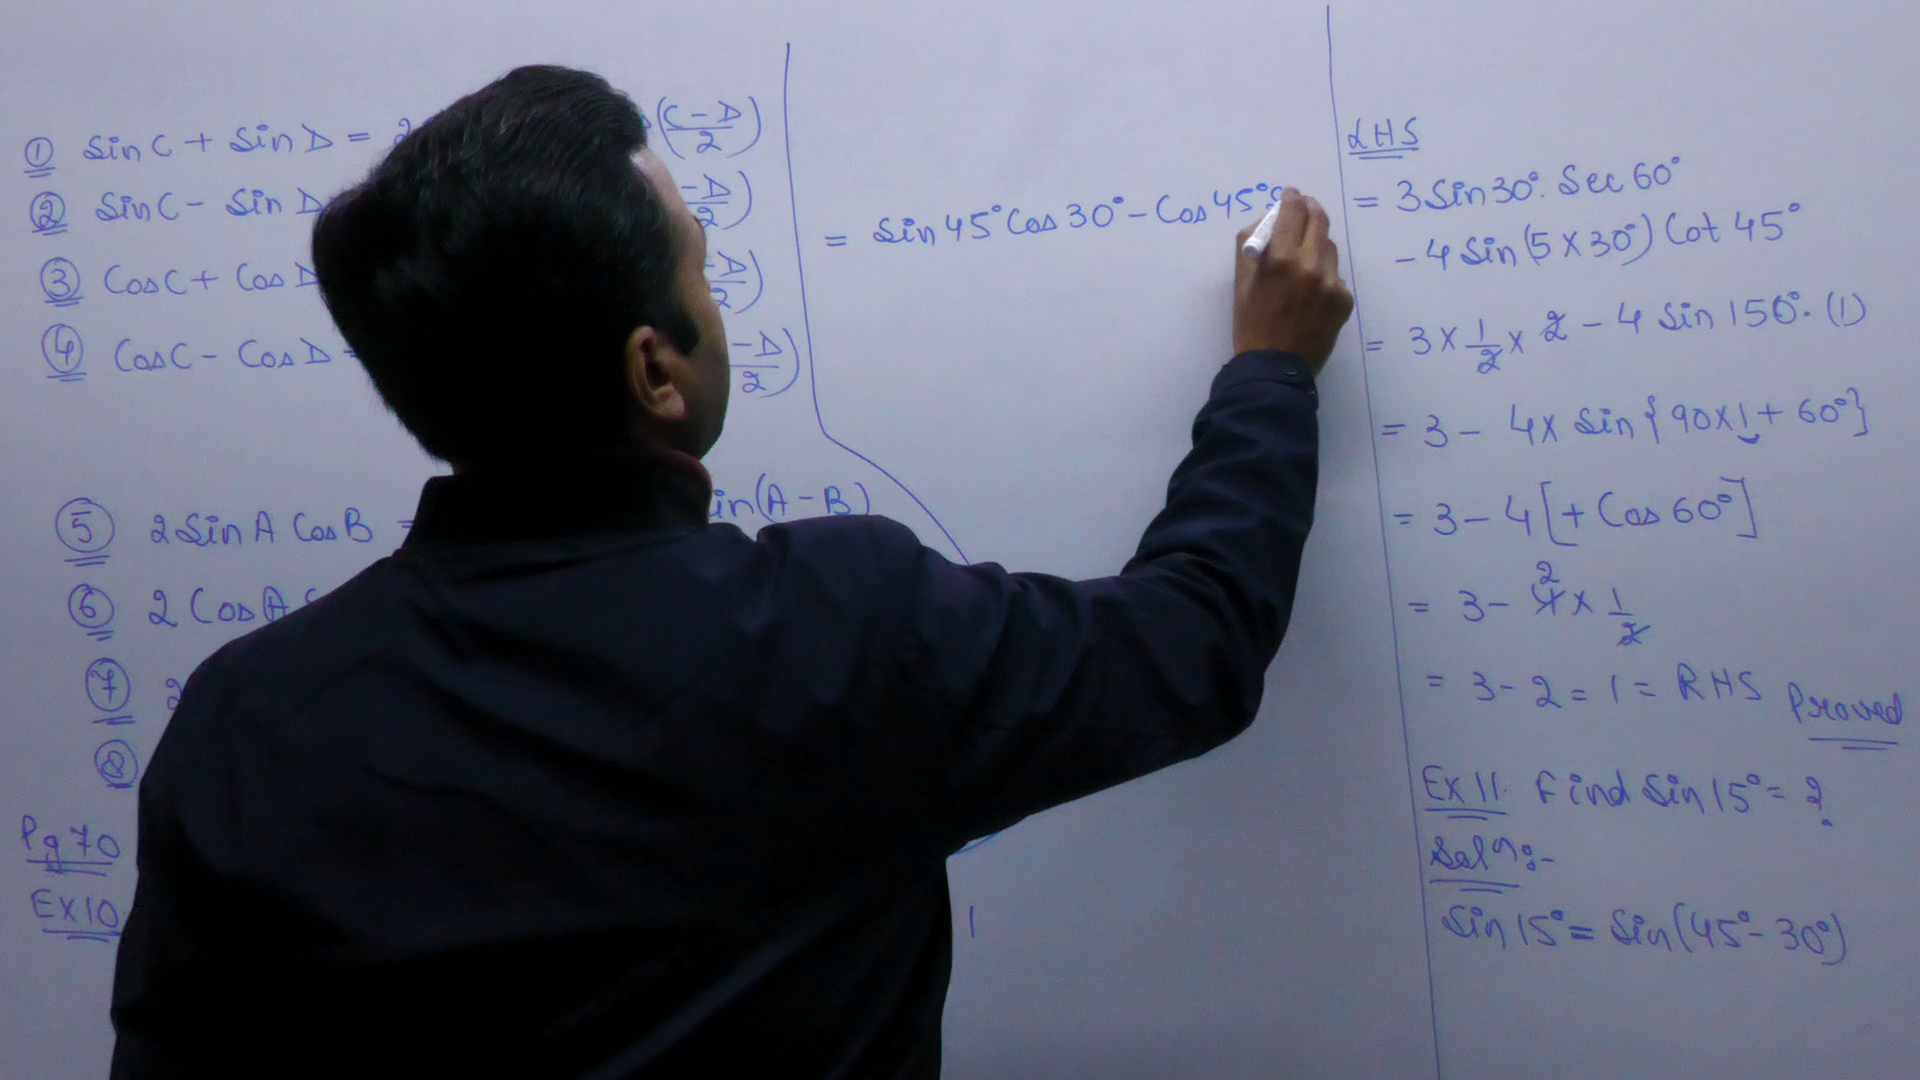 ① Sin C + Sin D = 2 (C-D/2)
② Sin C - Sin D -D/2)
③ Cos C + Cos D -D/2)
④ Cos C - Cos D = -D/2)
⑤ 2 Sin A Cos B = in(A-B)
⑥ 2 Cos A C
⑦ 2
⑧
Pg 70
Ex 10.
1
= Sin 45° Cos 30° - Cos 45° S
LHS
= 3 Sin 30°. Sec 60°
- 4 Sin (5 × 30°) Cot 45°
= 3 × 1/2 × 2 - 4 Sin 150°. (1)
= 3 - 4 × Sin {90×1 + 60°}
= 3 - 4 [+ Cos 60°]
= 3 - 4 2 × 1/2
= 3 - 2 = 1 = RHS Proved
Ex 11. Find Sin 15° = ?
Solⁿ:-
Sin 15° = Sin (45° - 30°)